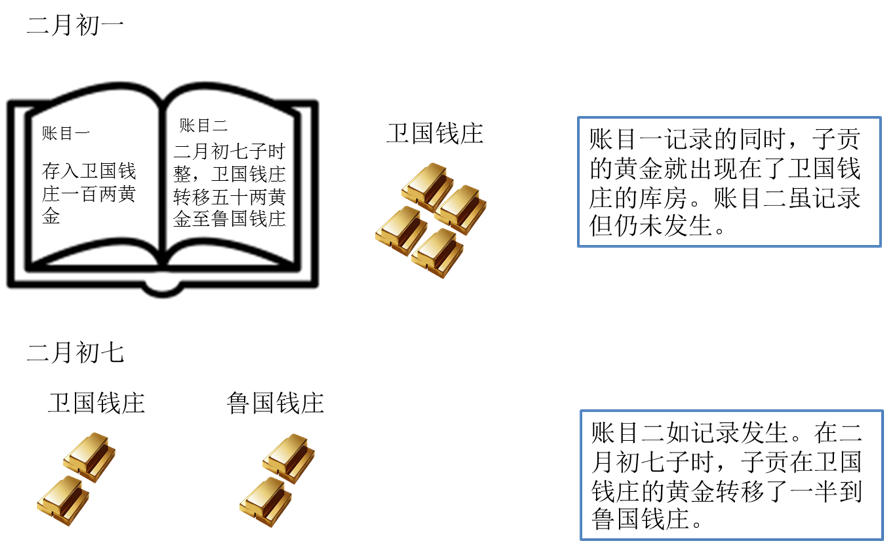 二月初一
账目一
存入卫国钱
庄一百两黄
金
账目二
二月初七子时
整，卫国钱庄
转移五十两黄
金至鲁国钱庄
卫国钱庄
账目一记录的同时，子贡
的黄金就出现在了卫国钱
庄的库房。账目二虽记录
但仍未发生。
二月初七
卫国钱庄
鲁国钱庄
账目二如记录发生。在二
月初七子时，子贡在卫国
钱庄的黄金转移了一半到
鲁国钱庄。